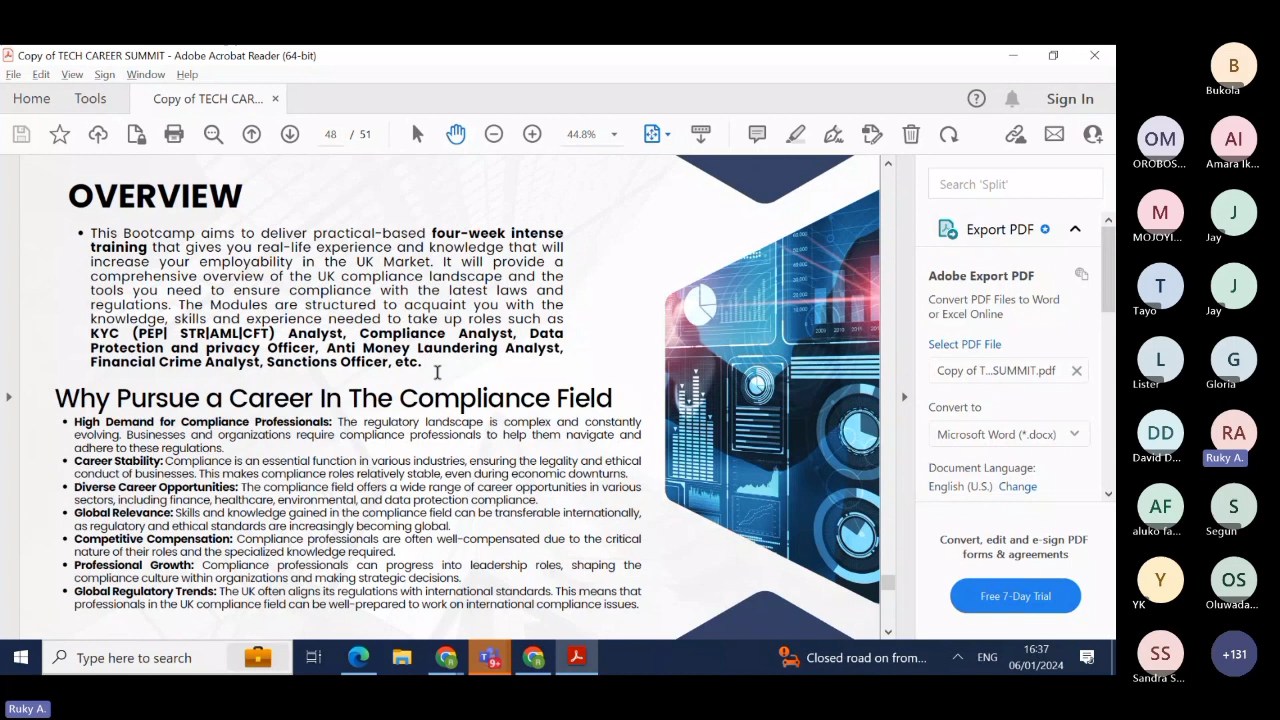 Copy of TECH CAREER SUMMIT - Adobe Acrobat Reader (64-bit)
File Edit View Sign Window Help
Home Tools Copy of TECH CAR... Sign In
48 / 51 44.8%
OVERVIEW
• This Bootcamp aims to deliver practical-based four-week intense
training that gives you real-life experience and knowledge that will
increase your employability in the UK Market. It will provide a
comprehensive overview of the UK compliance landscape and the
tols you need to ensure compliance with the latest laws and
regulations. The Modules are structured to acquaint you with the
knowledge, skills and experience needed to take up roles such as
KYC (PEP| STR|AML|CFT) Analyst, Compliance Analyst, Data
Protection and privacy Officer, Anti Money Laundering Analyst,
Financial Crime Analyst, Sanctions Officer, etc.
Why Pursue a Career In The Compliance Field
• High Demand for Compliance Professionals: The regulatory landscape is complex and constantly
evolving. Businesses and organizations require compliance professionals to help them navigate and
adhere to these regulations.
• Career Stability: Compliance is an essential function in various industries, ensuring the legality and ethical
conduct of businesses. This makes compliance roles relatively stable, even during economic downturns.
• Diverse Career Opportunities: The compliance field offers a wide range of career opportunities in various
sectors, including finance, healthcare, environmental, and data protection compliance.
• Global Relevance: Skills and knowledge gained in the compliance field can be transferable internationally,
as regulatory and ethical standards are increasingly becoming global.
• Competitive Compensation: Compliance professionals are often well-compensated due to the critical
nature of their roles and the specialized knowledge required.
• Professional Growth: Compliance professionals can progress into leadership roles, shaping the
compliance culture within organizations and making strategic decisions.
• Global Regulatory Trends: The UK often aligns its regulations with international standards. This means that
professionals in the UK compliance field can be well-prepared to work on international compliance issues.
Search 'Split'
Export PDF
Adobe Export PDF
Convert PDF Files to Word
or Excel Online
Select PDF File
Copy of T...SUMMIT.pdf
Convert to
Microsoft Word (*.docx)
Document Language:
English (U.S.) Change
Convert, edit and e-sign PDF
forms & agreements
Free 7-Day Trial
Type here to search
9+
Closed road on from...
ENG
16:37
06/01/2024
B
Bukola
OM AI
OROBOS... Amara Ik...
M J
MOJOYI... Jay
T J
Tayo Jay
L G
Lister Gloria
DD RA
David D... Ruky A.
AF S
aluko fa... Segun
Y OS
YK Oluwada...
SS +131
Sandra S...
Ruky A.